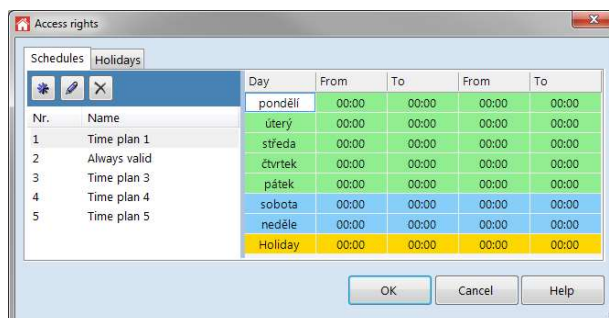 Access rights
Schedules Holidays
Nr. Name
1 Time plan 1
2 Always valid
3 Time plan 3
4 Time plan 4
5 Time plan 5
Day From To From To
pondělí 00:00 00:00 00:00 00:00
úterý 00:00 00:00 00:00 00:00
středa 00:00 00:00 00:00 00:00
čtvrtek 00:00 00:00 00:00 00:00
pátek 00:00 00:00 00:00 00:00
sobota 00:00 00:00 00:00 00:00
neděle 00:00 00:00 00:00 00:00
Holiday 00:00 00:00 00:00 00:00
OK Cancel Help